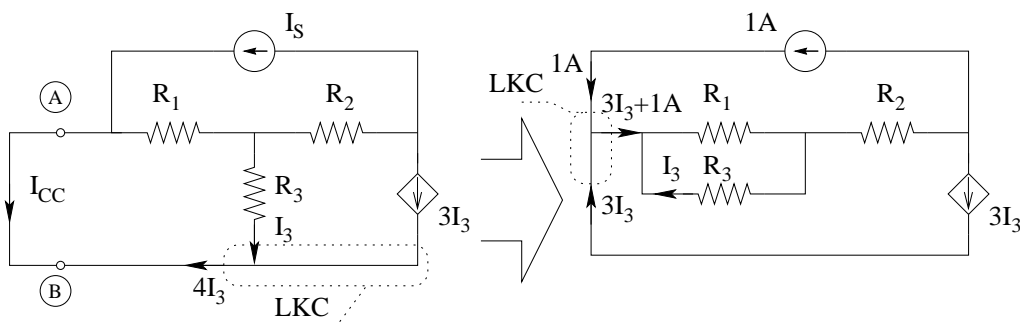 I_S
A
R_1
R_2
I_CC
R_3
I_3
3I_3
B
4I_3
LKC
1A
1A
LKC
3I_3+1A
R_1
R_2
I_3
R_3
3I_3
3I_3